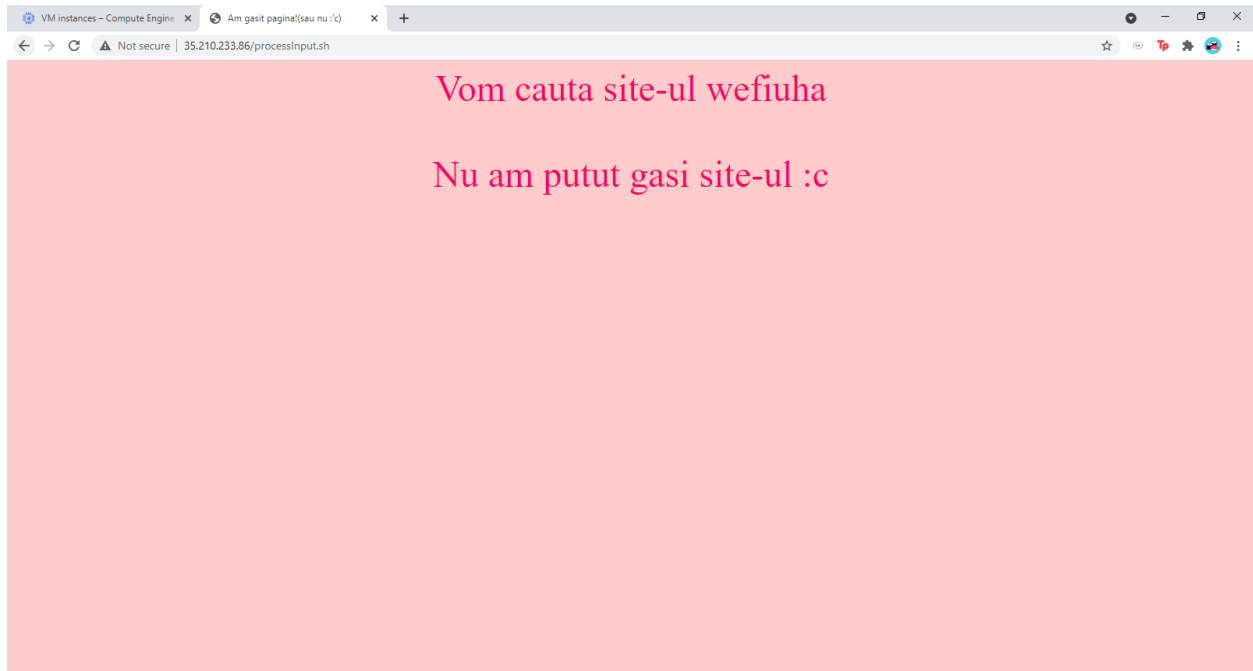 VM instances – Compute Engine
Am gasit pagina!(sau nu :'c)
Not secure | 35.210.233.86/processInput.sh
Tp
Vom cauta site-ul wefiuha
Nu am putut gasi site-ul :c